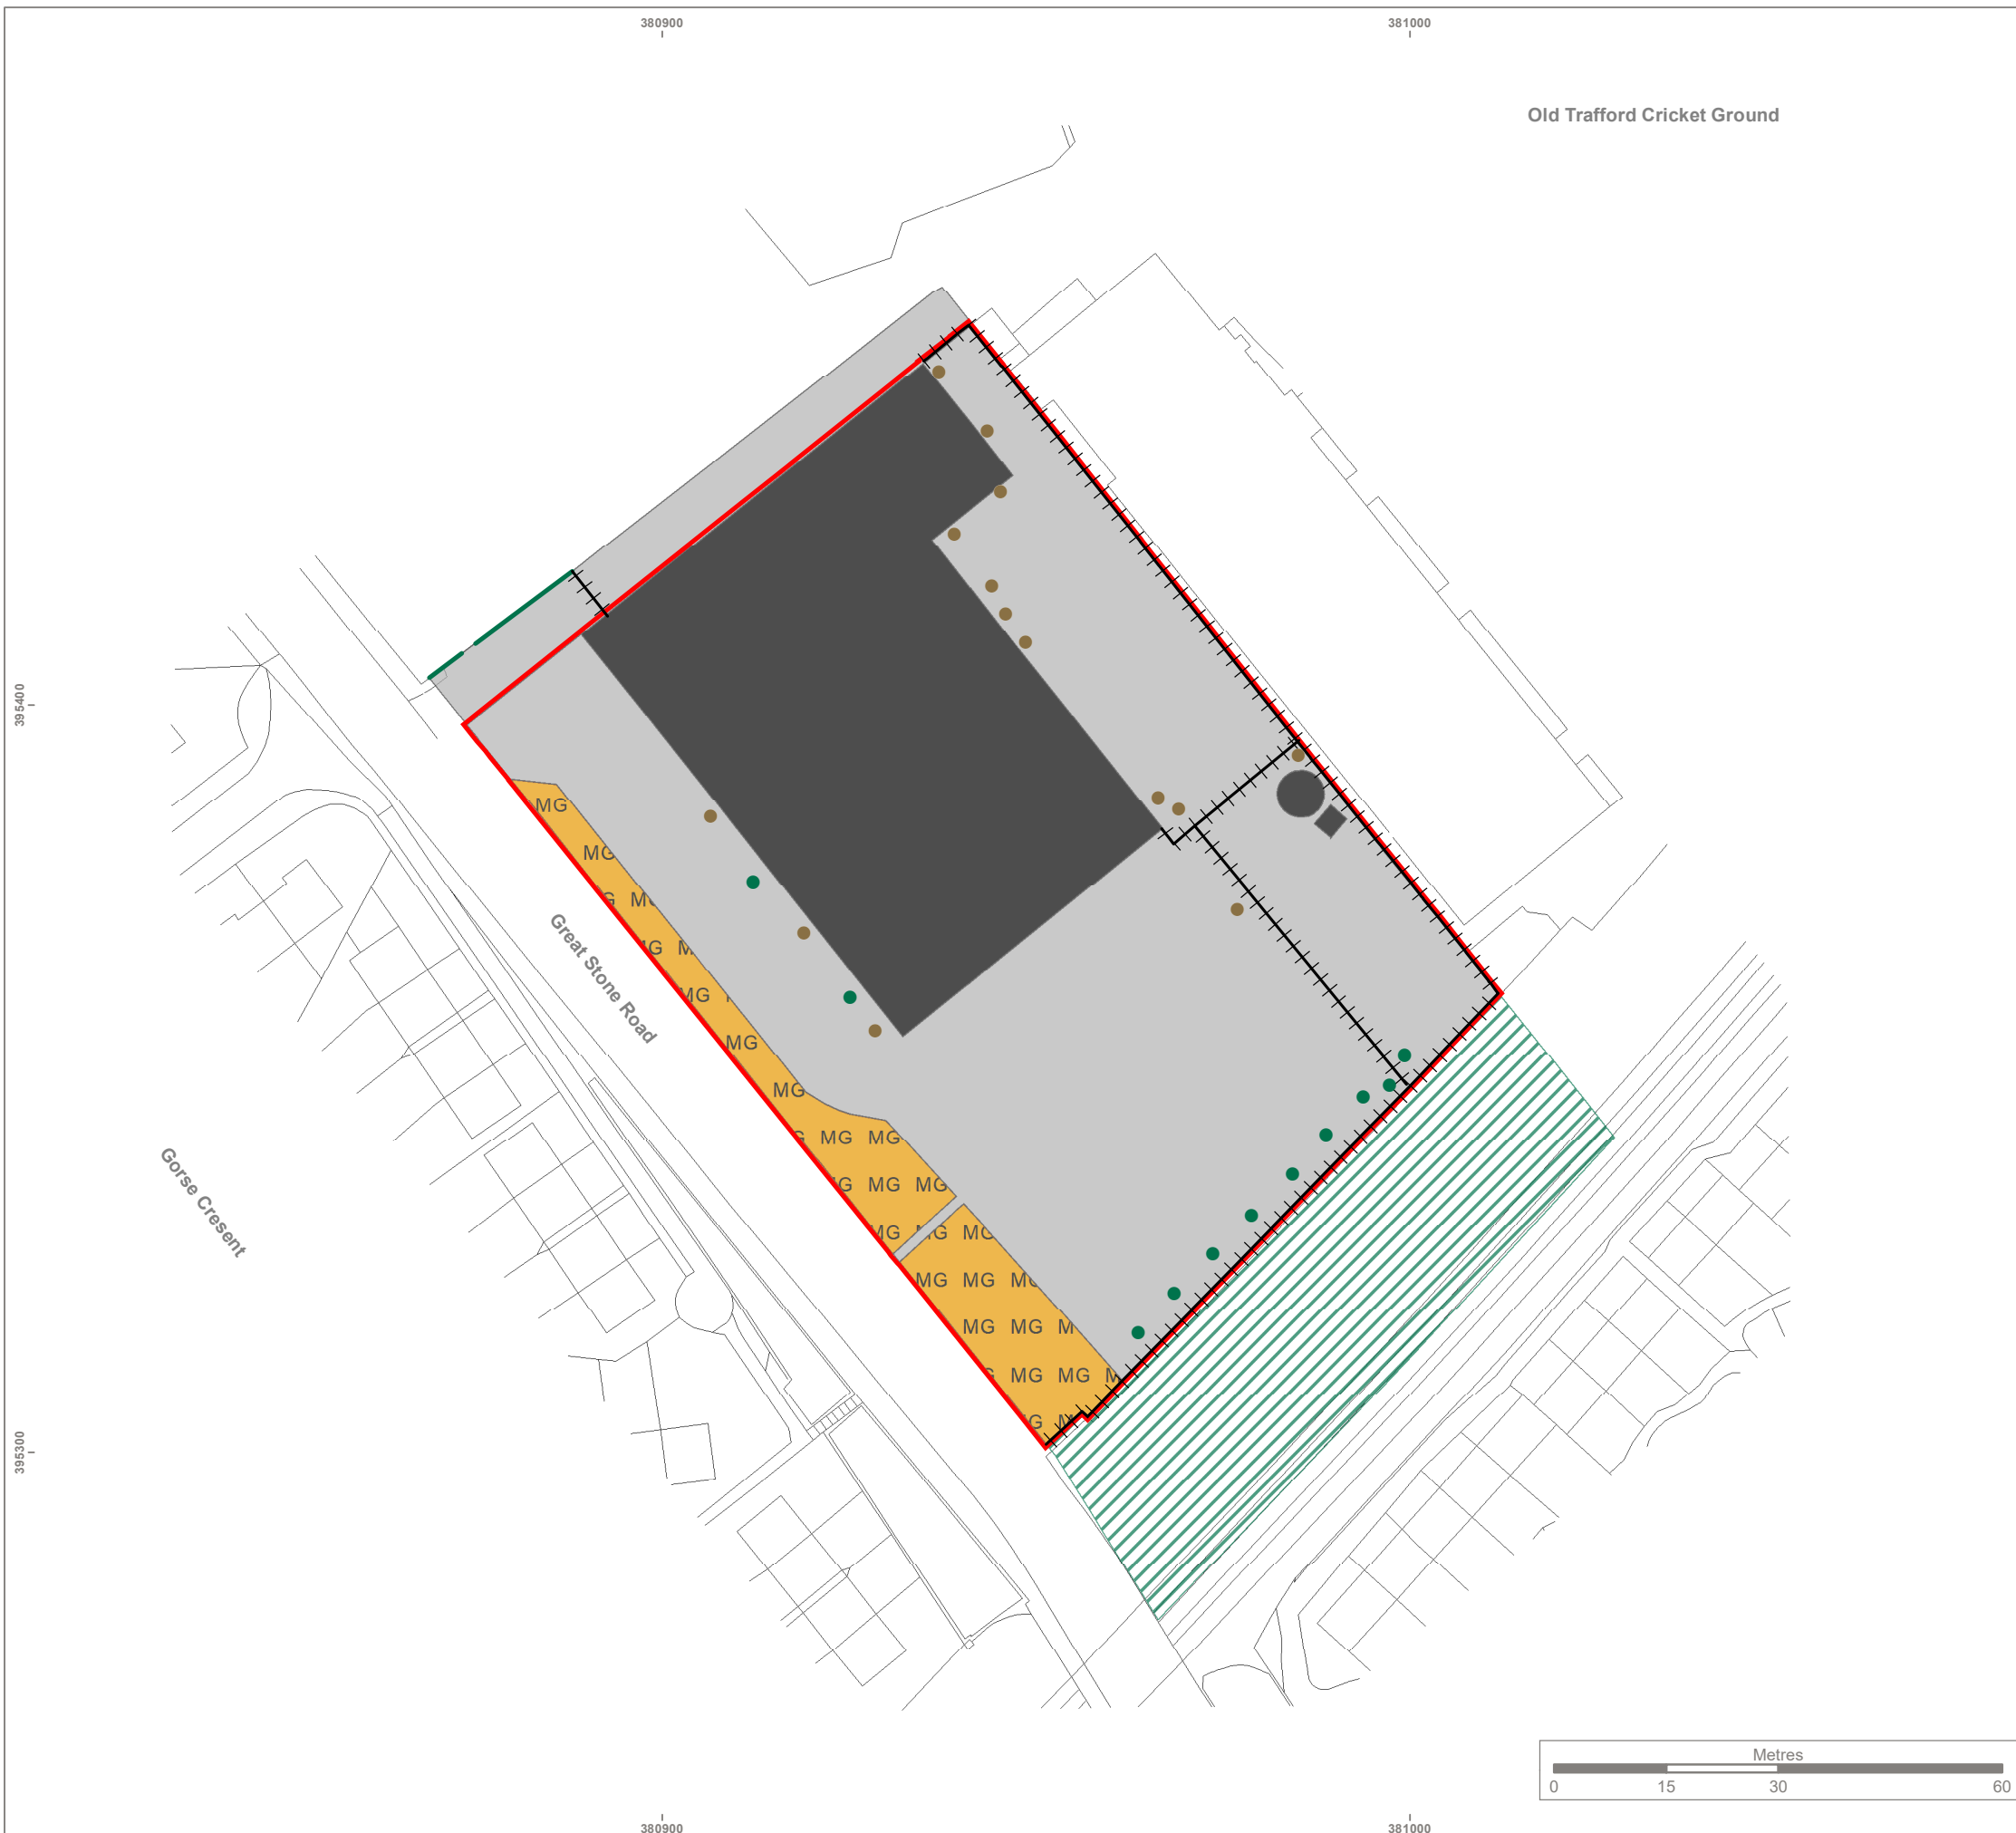 380900 381000
Old Trafford Cricket Ground
395400
MG
MG
G MG
MG M
MG
MG
MG
Great Stone Road
G MG MG
MG MG MG
MG MG MG
Gorse Cresent
MG MG MG
MG MG M
G MG MG M
G M
395300
Metres
0 15 30 60
380900 381000